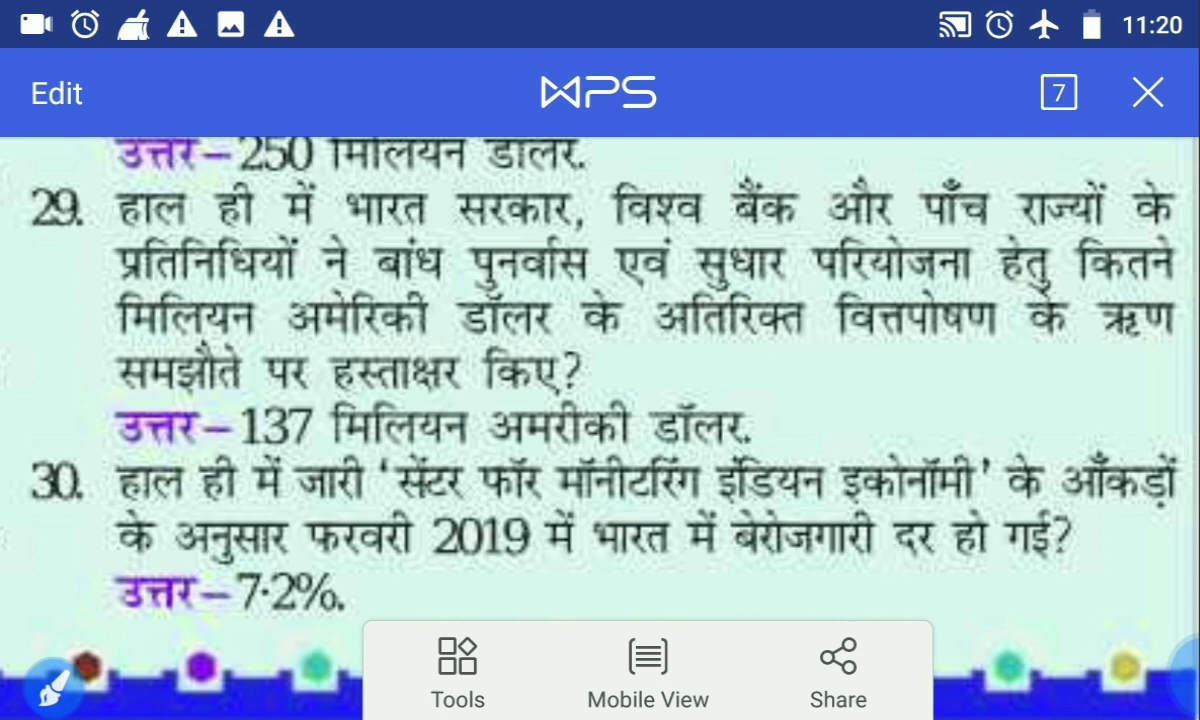 11:20
Edit
WPS
7
उत्तर–250 मिलियन डॉलर.
29. हाल ही में भारत सरकार, विश्व बैंक और पाँच राज्यों के
प्रतिनिधियों ने बांध पुनर्वास एवं सुधार परियोजना हेतु कितने
मिलियन अमेरिकी डॉलर के अतिरिक्त वित्तपोषण के ऋण
समझौते पर हस्ताक्षर किए?
उत्तर–137 मिलियन अमरीकी डॉलर.
30. हाल ही में जारी ‘सेंटर फॉर मॉनीटरिंग इंडियन इकोनॉमी’ के आँकड़ों
के अनुसार फरवरी 2019 में भारत में बेरोजगारी दर हो गई?
उत्तर–7·2%.
Tools
Mobile View
Share